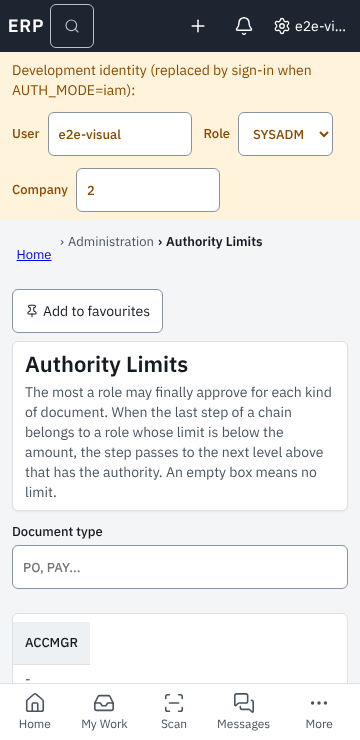 ERP
e2e-vi...
Development identity (replaced by sign-in when
AUTH_MODE=iam):
User
e2e-visual
Role
SYSADM
Company
2
Home › Administration › Authority Limits
Add to favourites
Authority Limits
The most a role may finally approve for each kind
of document. When the last step of a chain
belongs to a role whose limit is below the
amount, the step passes to the next level above
that has the authority. An empty box means no
limit.
Document type
PO, PAY...
ACCMGR
-
Home
My Work
Scan
Messages
More